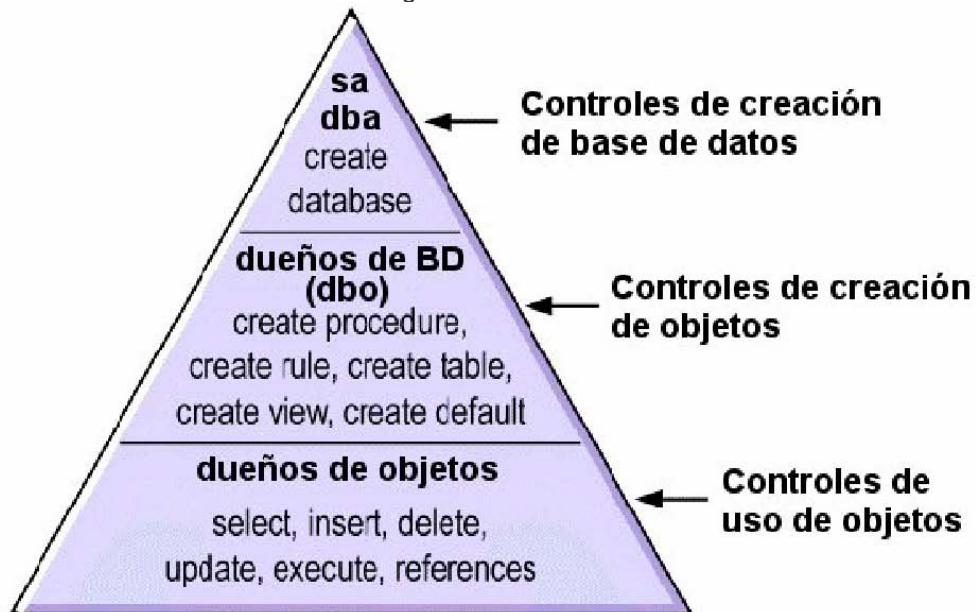 sa
dba
create
database
Controles de creación
de base de datos
dueños de BD
(dbo)
create procedure,
create rule, create table,
create view, create default
Controles de creación
de objetos
dueños de objetos
select, insert, delete,
update, execute, references
Controles de
uso de objetos